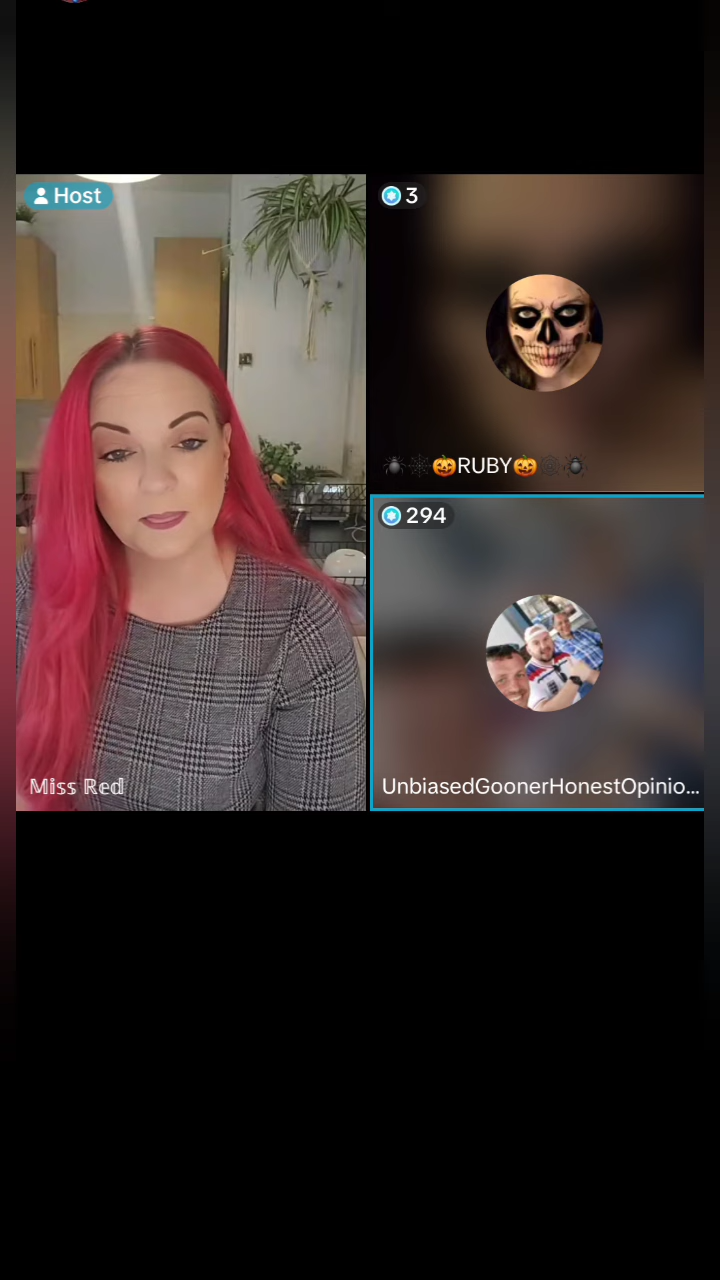 Host
𝕄𝕚𝕤𝕤 ℝ𝕖𝕕
3
🕷🕸🎃RUBY🎃🕸🕷
294
UnbiasedGoonerHonestOpinio...